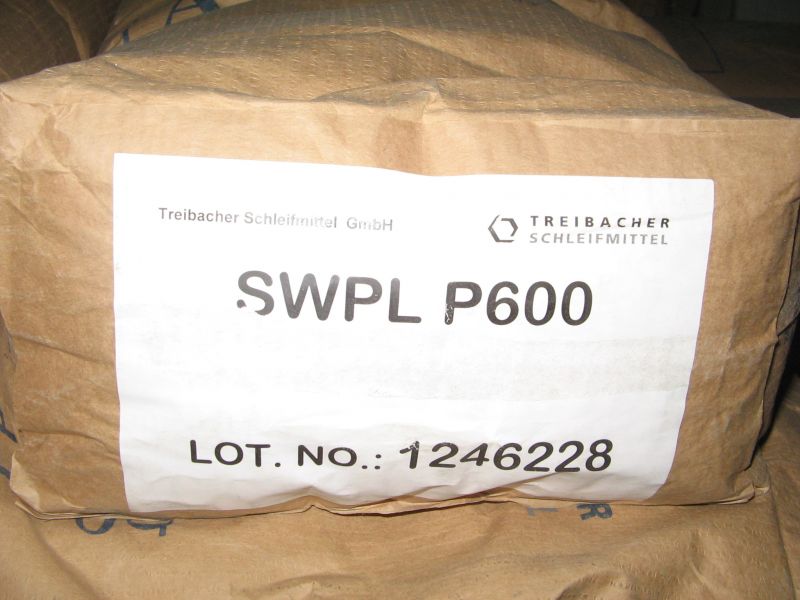 Treibacher Schleifmittel GmbH
TREIBACHER
SCHLEIFMITTEL
SWPL P600
LOT. NO.: 1246228